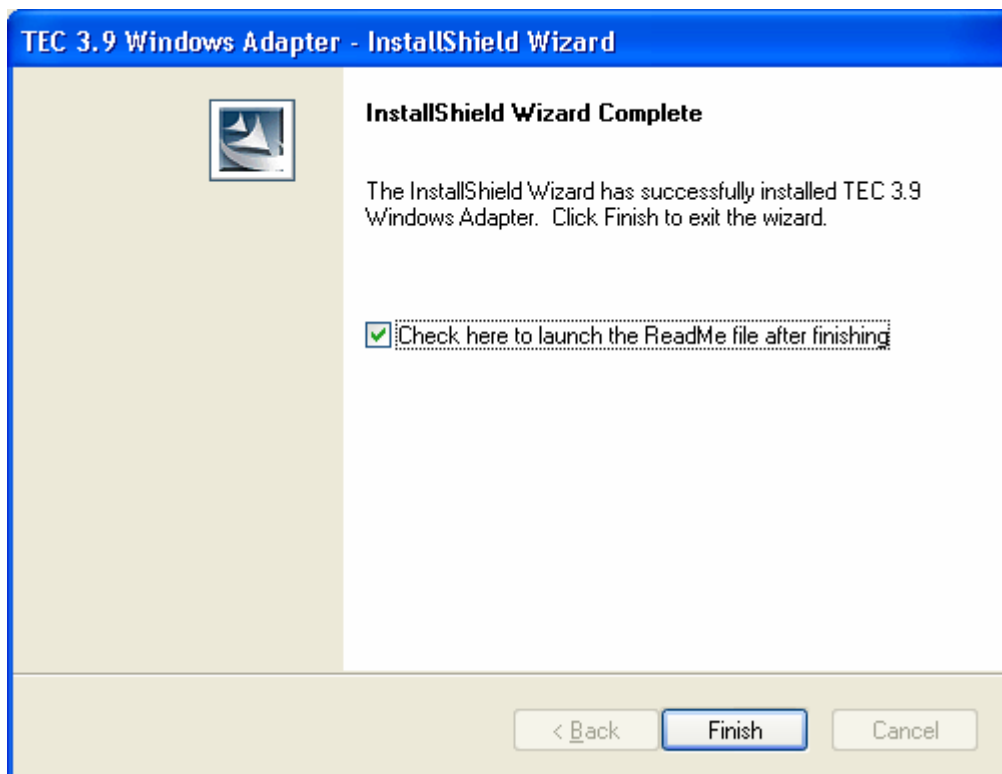 TEC 3.9 Windows Adapter - InstallShield Wizard
InstallShield Wizard Complete
The InstallShield Wizard has successfully installed TEC 3.9
Windows Adapter. Click Finish to exit the wizard.
Check here to launch the ReadMe file after finishing
< Back Finish Cancel